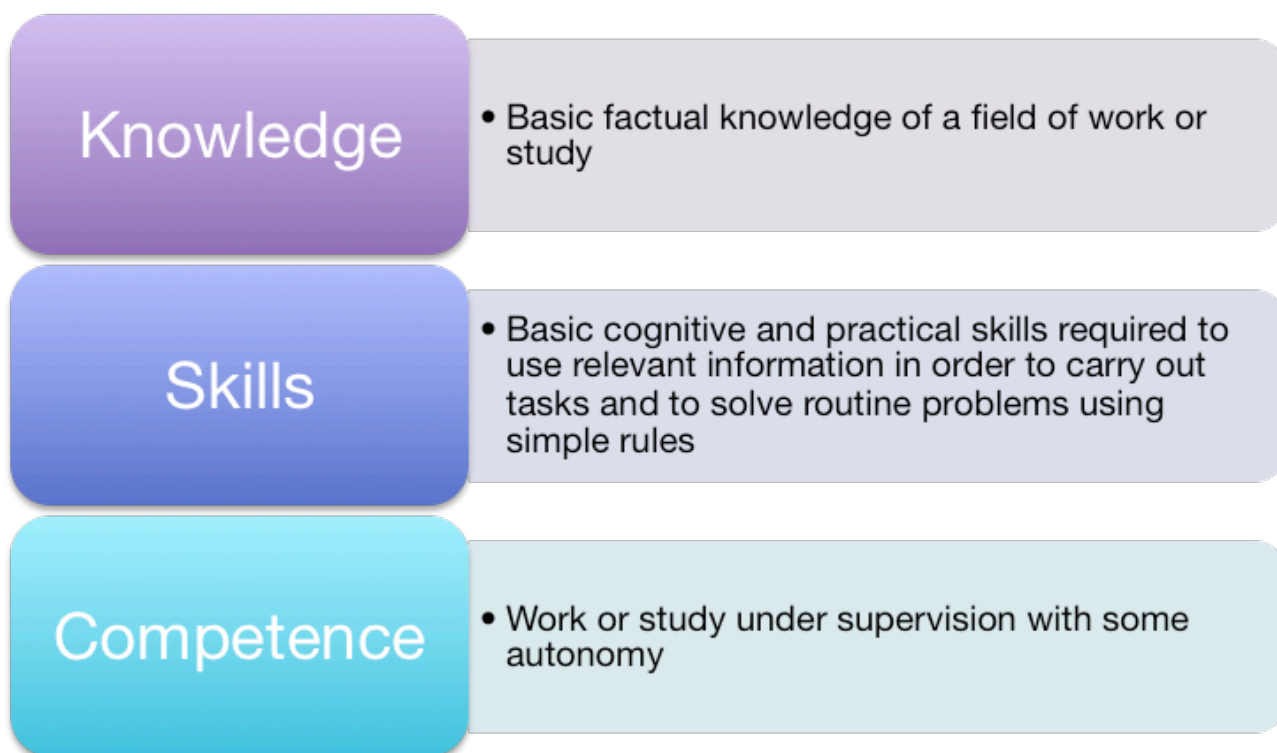 Knowledge
• Basic factual knowledge of a field of work or
study
Skills
• Basic cognitive and practical skills required to
use relevant information in order to carry out
tasks and to solve routine problems using
simple rules
Competence
• Work or study under supervision with some
autonomy